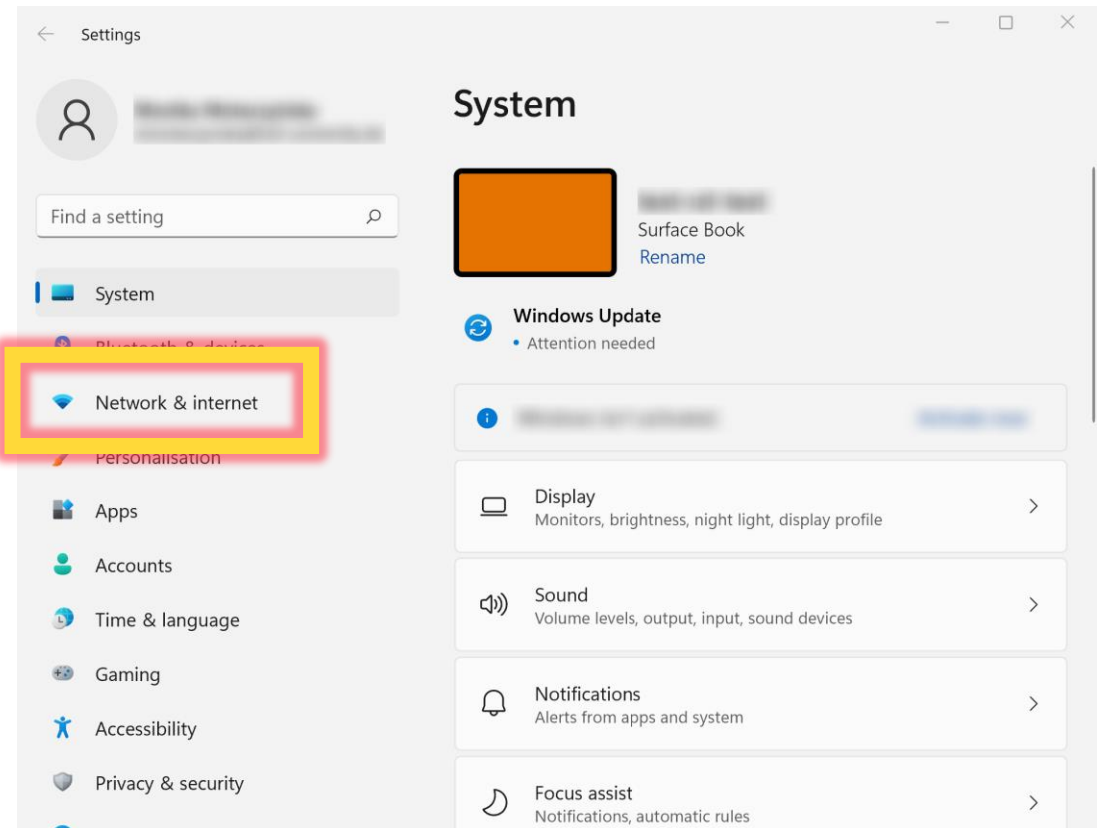 Settings
System
Find a setting
Surface Book
Rename
System
Windows Update
Attention needed
Bluetooth & devices
Network & internet
Personalisation
Display
Monitors, brightness, night light, display profile
Apps
Accounts
Sound
Volume levels, output, input, sound devices
Time & language
Gaming
Notifications
Alerts from apps and system
Accessibility
Privacy & security
Focus assist
Notifications, automatic rules